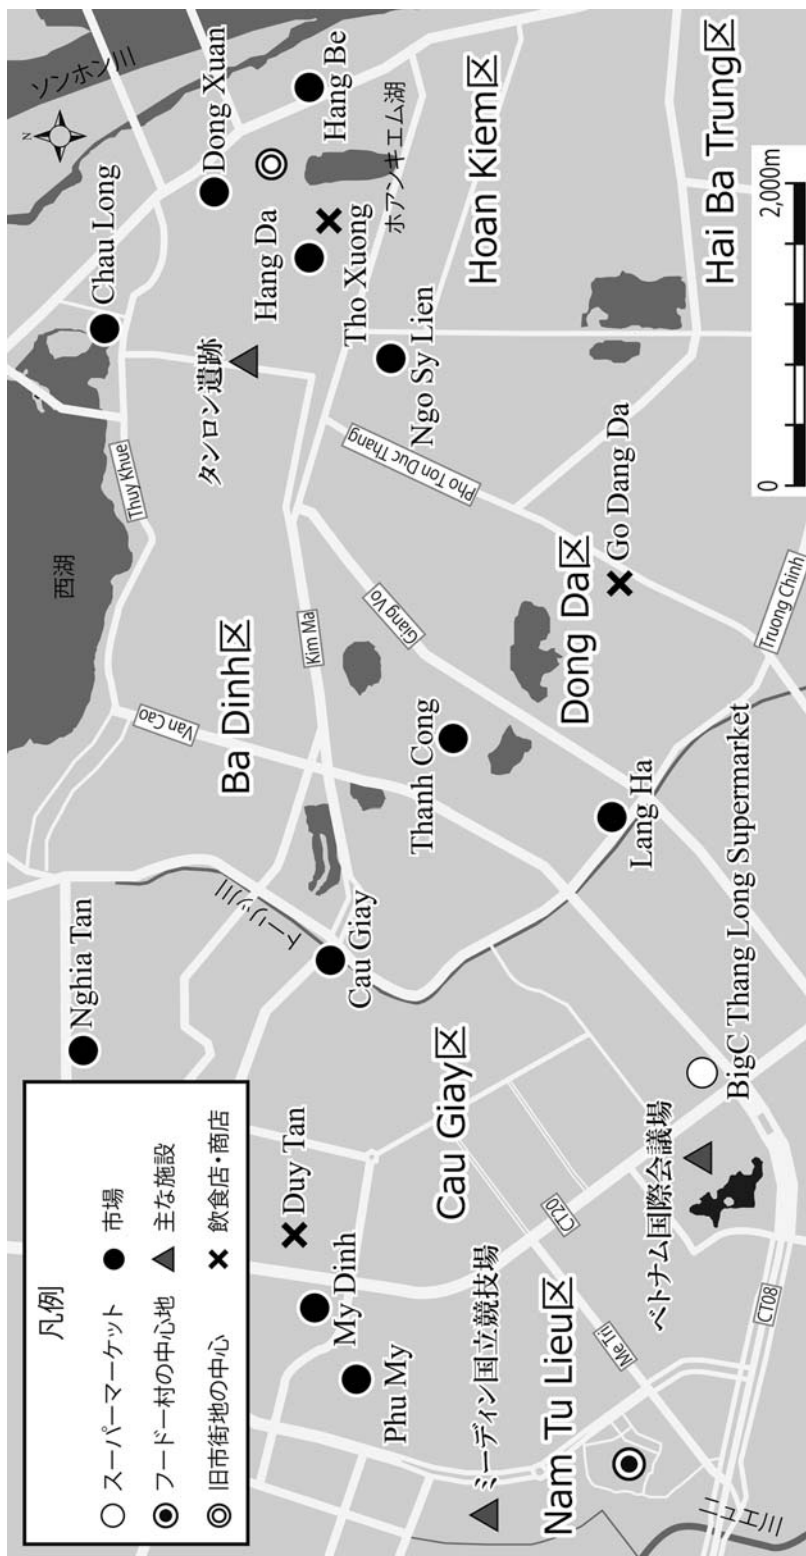 凡例
スーパーマーケット
市場
フードー村の中心地
主な施設
旧市街地の中心
飲食店・商店
N
ソンホン川
西湖
Nghia Tan
Chau Long
Thuy Khue
Dong Xuan
Van Cao
タンロン遺跡
Ba Dinh区
Hang Da
Hang Be
トーリック川
Duy Tan
My Dinh
Kim Ma
Tho Xuong
Phu My
Cau Giay
ホアンキエム湖
Giang Vo
Ngo Sy Lien
Pho Ton Duc Thang
Thanh Cong
Cau Giay区
Hoan Kiem区
ミーディン国立競技場
CT20
Nam Tu Lieu区
Dong Da区
Go Dang Da
Me Tri
Lang Ha
ベトナム国際会議場
BigC Thang Long Supermarket
Truong Chinh
Hai Ba Trung区
CT08
ニュエ川
0
2,000m